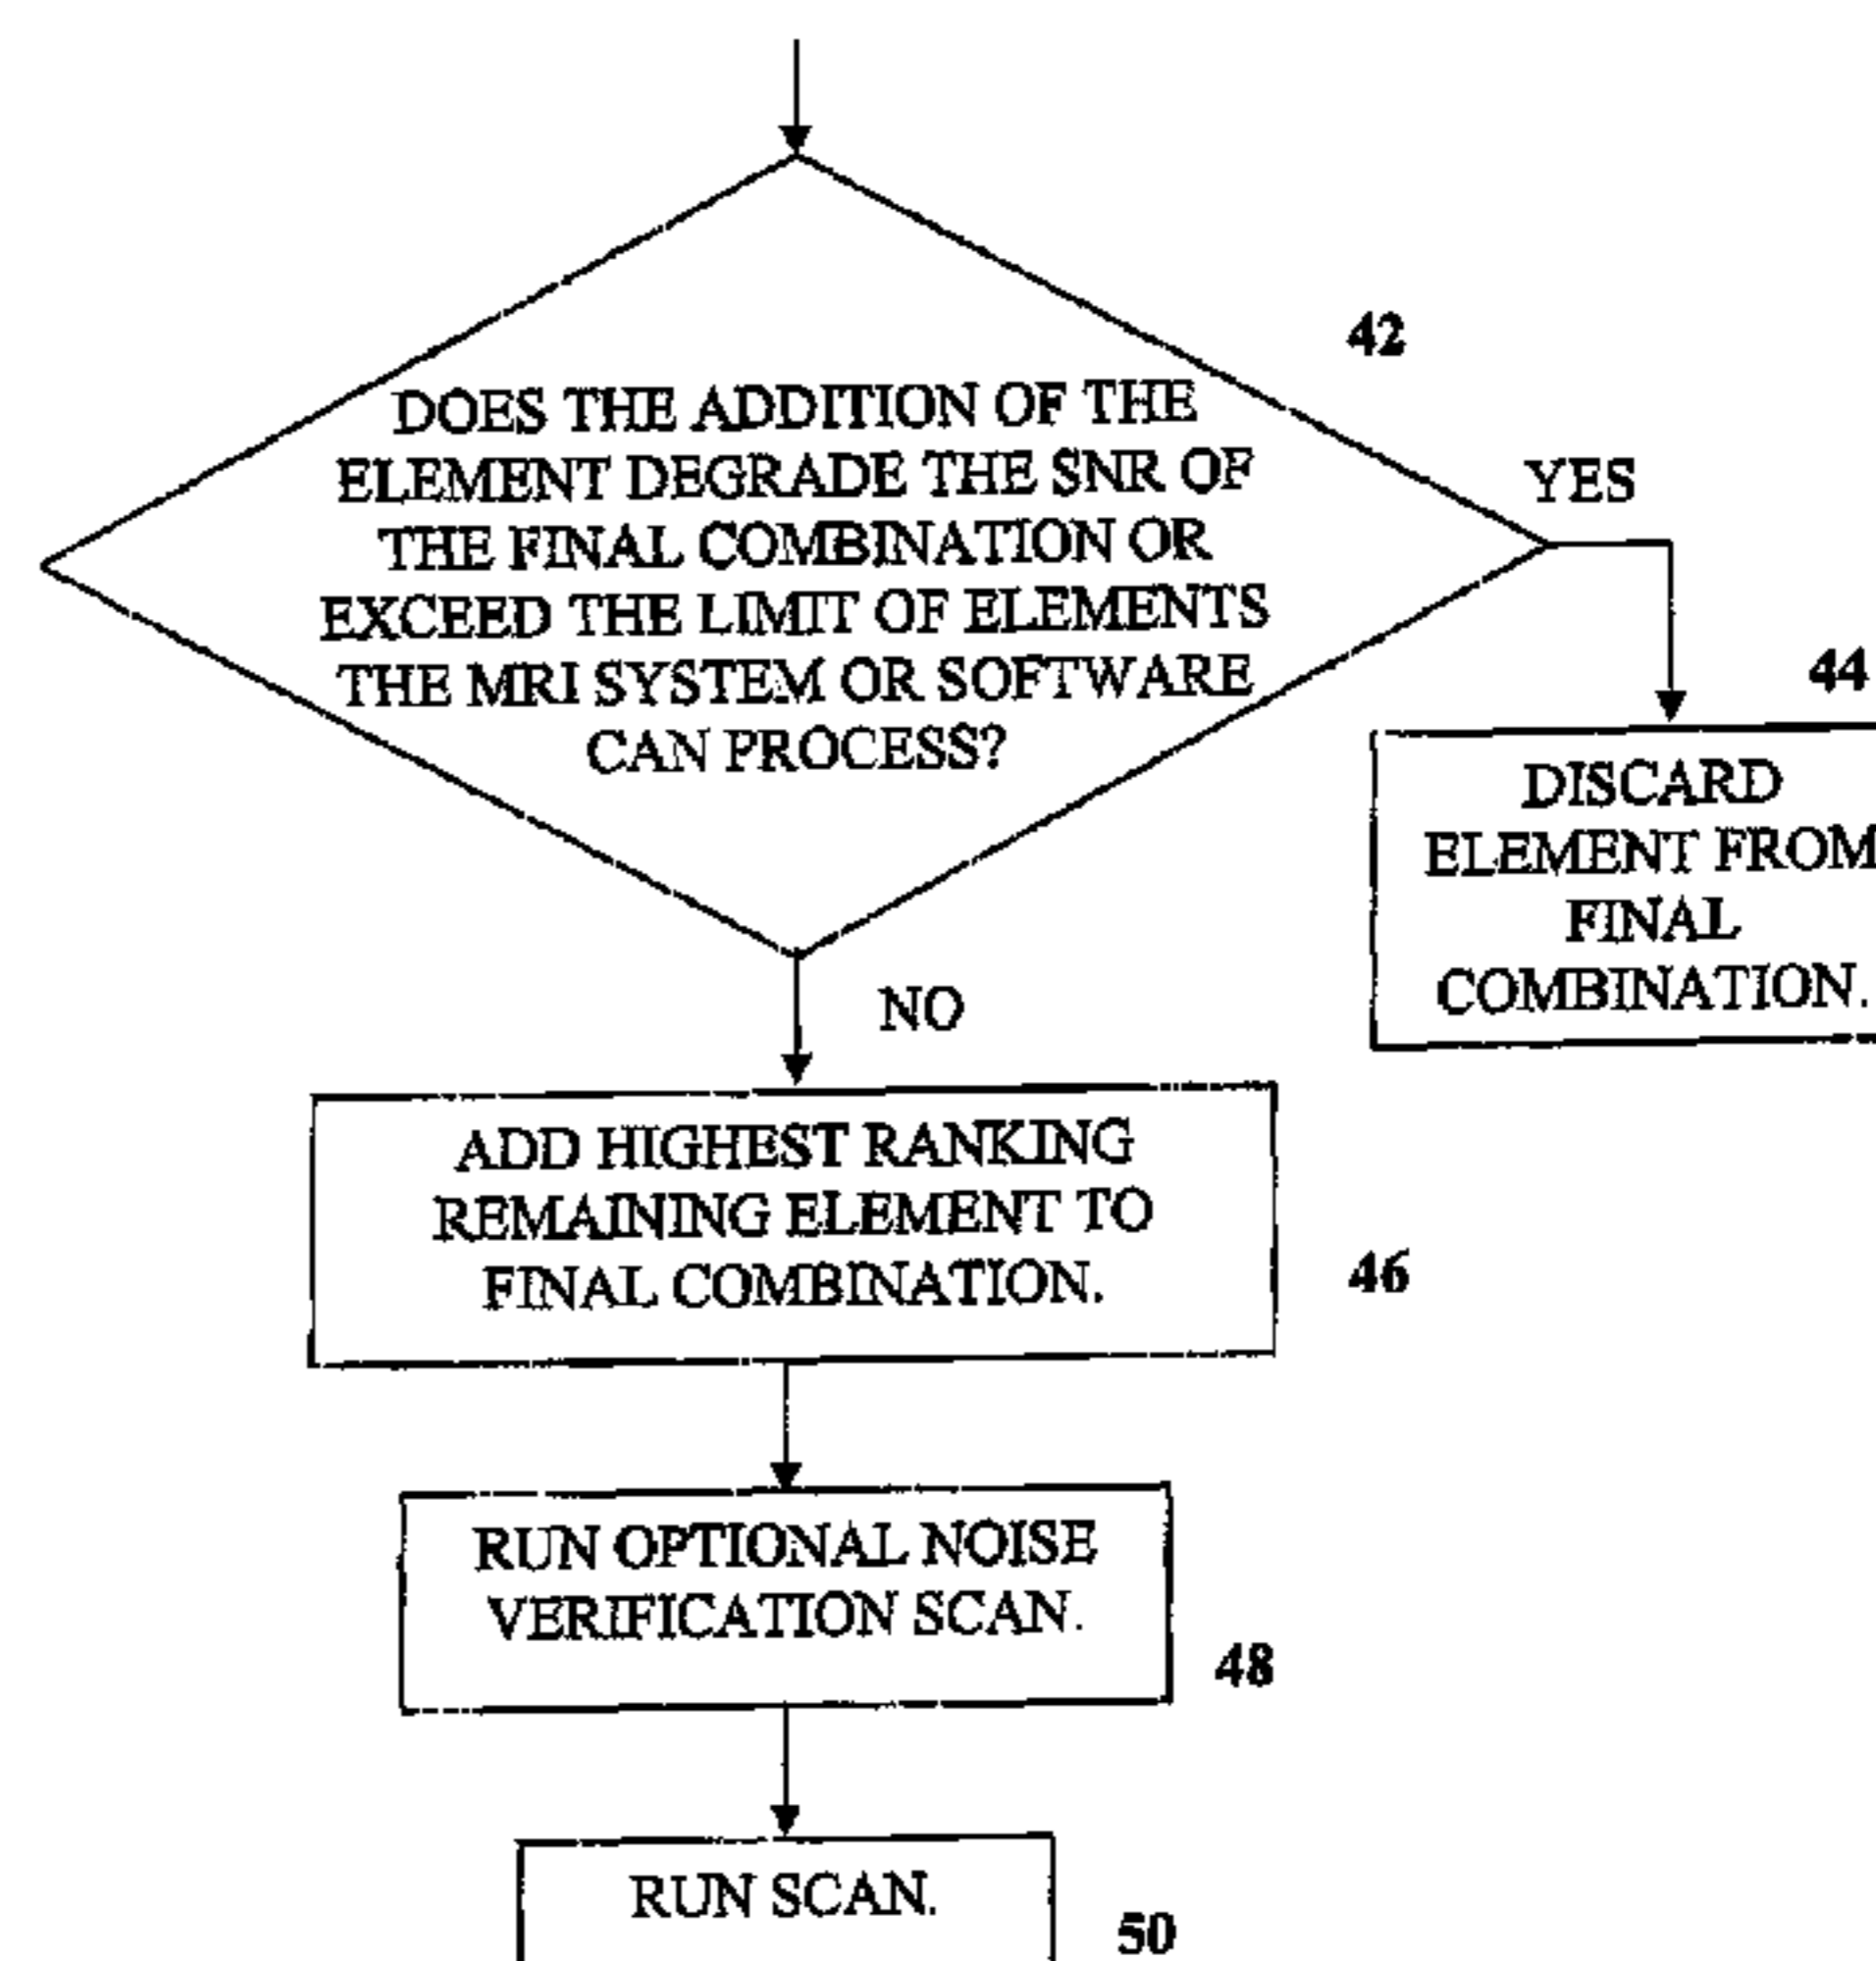 42
DOES THE ADDITION OF THE
ELEMENT DEGRADE THE SNR OF
THE FINAL COMBINATION OR
EXCEED THE LIMIT OF ELEMENTS
THE MRI SYSTEM OR SOFTWARE
CAN PROCESS?
YES
44
DISCARD
ELEMENT FROM
FINAL
COMBINATION.
NO
ADD HIGHEST RANKING
REMAINING ELEMENT TO
FINAL COMBINATION.
46
RUN OPTIONAL NOISE
VERIFICATION SCAN.
48
RUN SCAN.
50